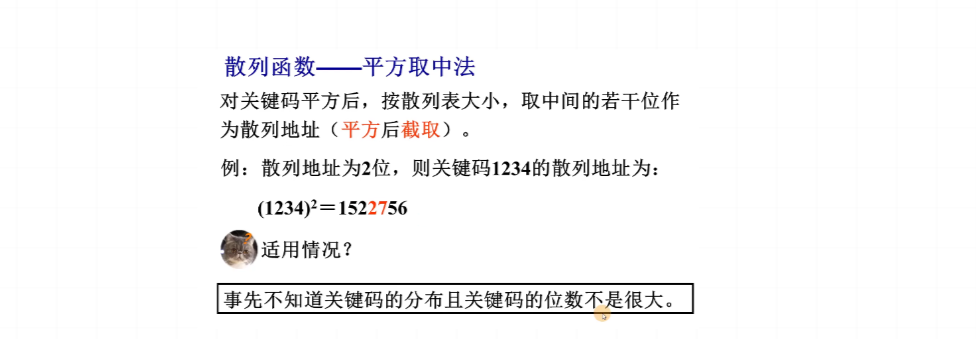 散列函数——平方取中法
对关键码平方后，按散列表大小，取中间的若干位作
为散列地址（平方后截取）。
例：散列地址为2位，则关键码1234的散列地址为：
(1234)²＝1522756
适用情况？
事先不知道关键码的分布且关键码的位数不是很大。